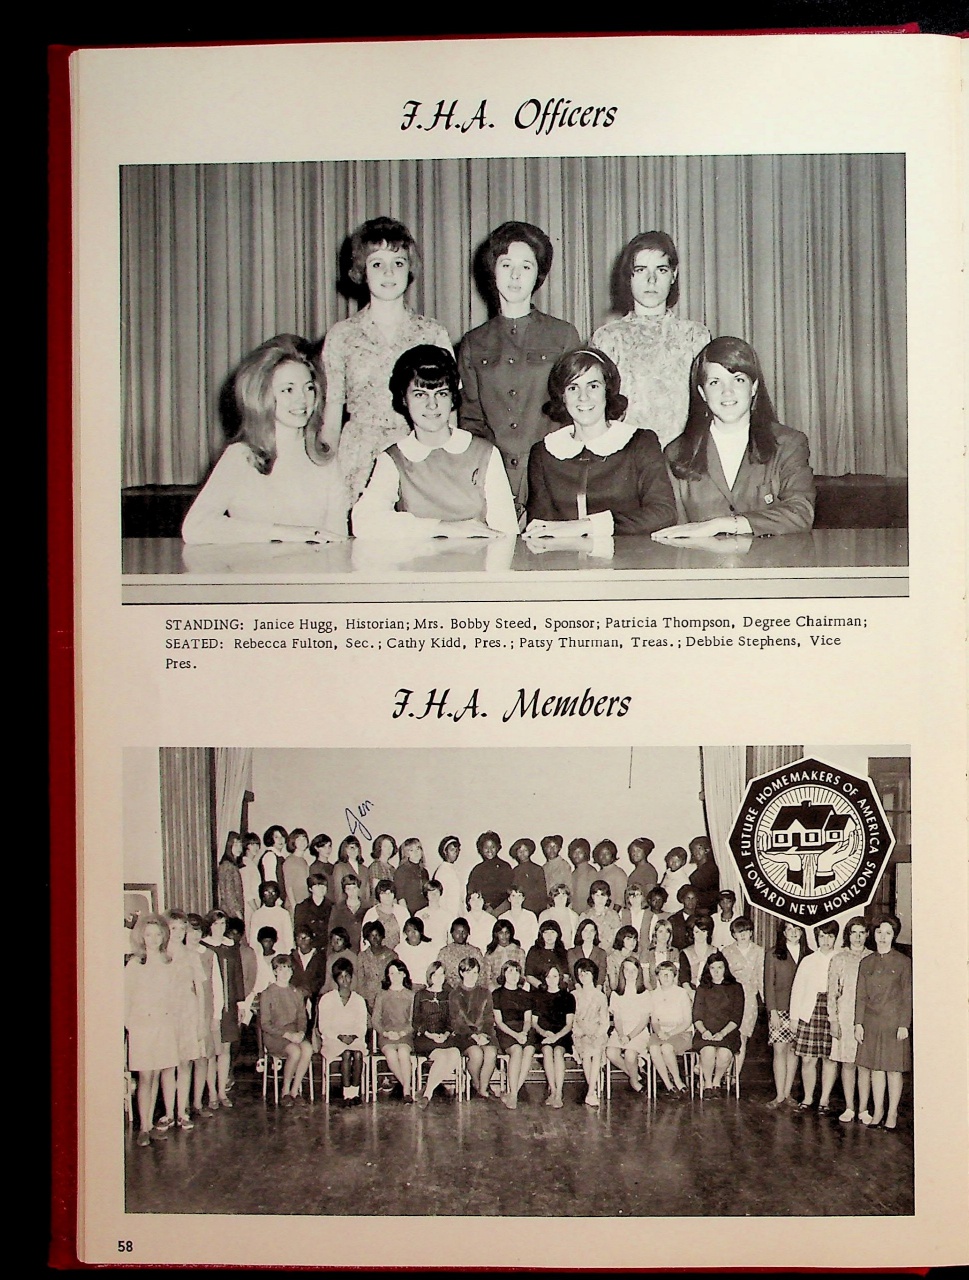 F.H.A. Officers
STANDING: Janice Hugg, Historian; Mrs. Bobby Steed, Sponsor; Patricia Thompson, Degree Chairman;
SEATED: Rebecca Fulton, Sec.; Cathy Kidd, Pres.; Patsy Thurman, Treas.; Debbie Stephens, Vice
Pres.
F.H.A. Members
FUTURE HOMEMAKERS OF AMERICA
TOWARD NEW HORIZONS
58